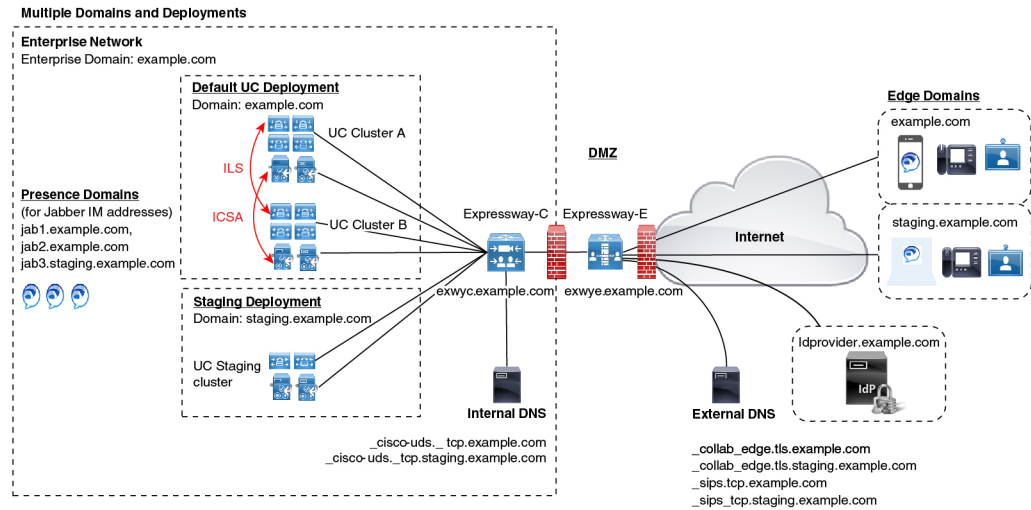 Multiple Domains and Deployments
Enterprise Network
Enterprise Domain: example.com
Default UC Deployment
Domain: example.com
UC Cluster A
ILS
ICSA
UC Cluster B
Presence Domains
(for Jabber IM addresses)
jab1.example.com,
jab2.example.com
jab3.staging.example.com
Staging Deployment
Domain: staging.example.com
UC Staging
cluster
Expressway-C
exwyc.example.com
Internal DNS
_cisco-uds._ tcp.example.com
_cisco-uds._tcp.staging.example.com
DMZ
Expressway-E
exwye.example.com
Internet
External DNS
_collab_edge.tls.example.com
_collab_edge.tls.staging.example.com
_sips.tcp.example.com
_sips_tcp.staging.example.com
Edge Domains
example.com
staging.example.com
Idprovider.example.com
IdP